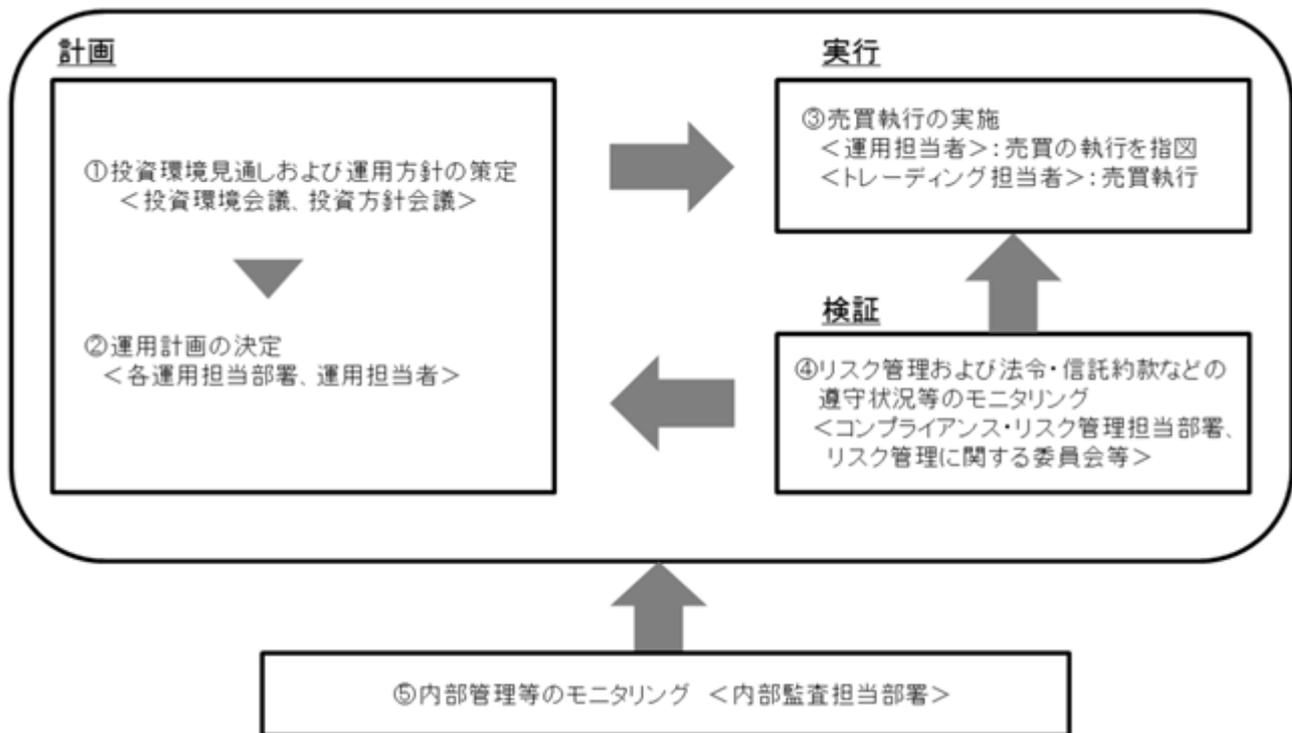 計画
①投資環境見通しおよび運用方針の策定
＜投資環境会議、投資方針会議＞
②運用計画の決定
＜各運用担当部署、運用担当者＞
実行
③売買執行の実施
＜運用担当者＞：売買の執行を指図
＜トレーディング担当者＞：売買執行
検証
④リスク管理および法令・信託約款などの
遵守状況等のモニタリング
＜コンプライアンス・リスク管理担当部署、
リスク管理に関する委員会等＞
⑤内部管理等のモニタリング ＜内部監査担当部署＞